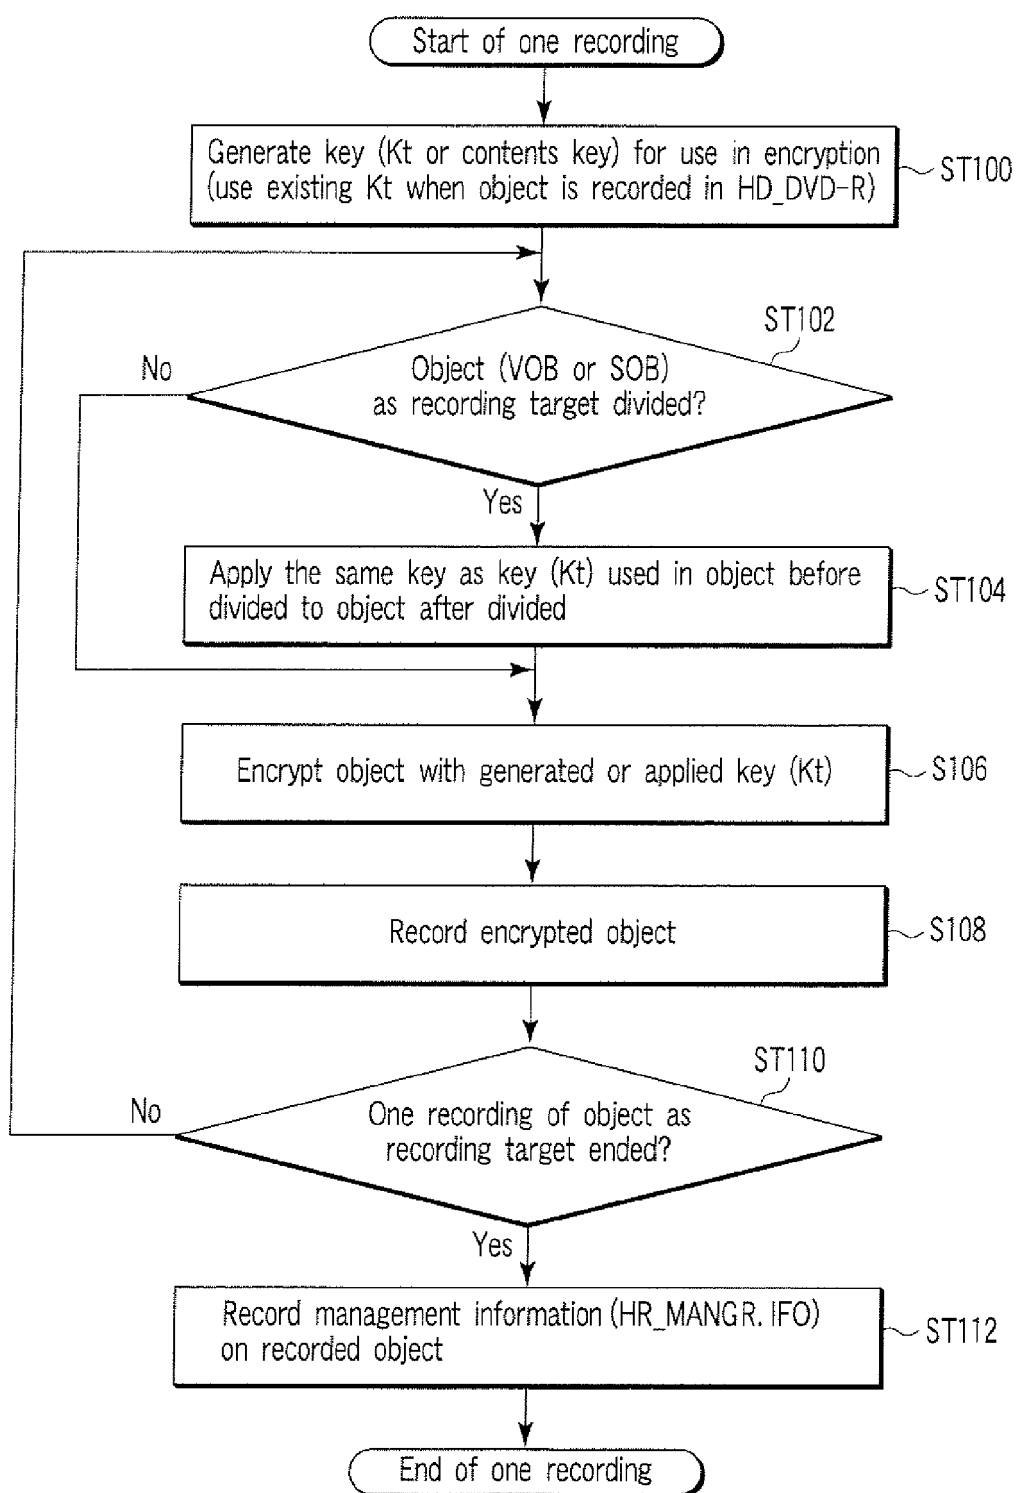 Start of one recording
Generate key (Kt or contents key) for use in encryption
(use existing Kt when object is recorded in HD_DVD-R)
ST100
ST102
No
Object (VOB or SOB)
as recording target divided?
Yes
Apply the same key as key (Kt) used in object before
divided to object after divided
ST104
Encrypt object with generated or applied key (Kt)
S106
Record encrypted object
S108
ST110
No
One recording of object as
recording target ended?
Yes
Record management information (HR_MANGR. IFO)
on recorded object
ST112
End of one recording